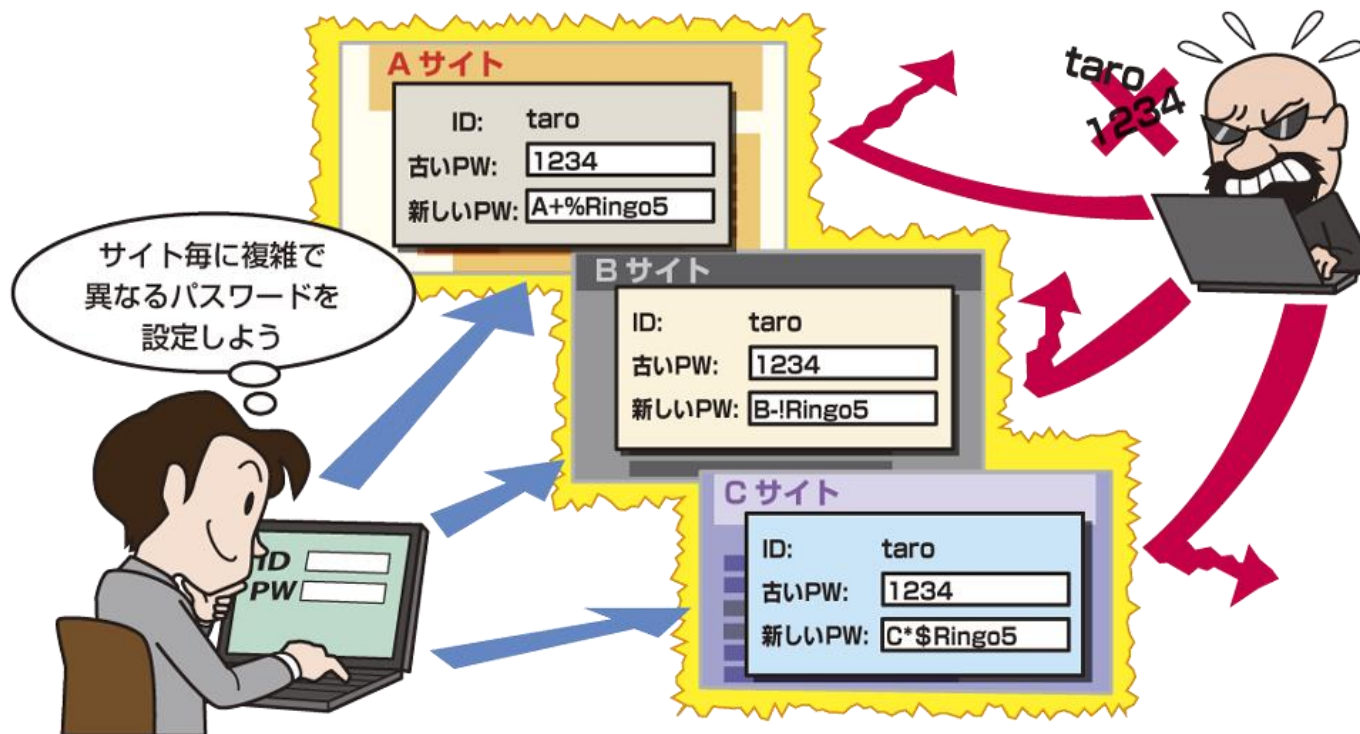 サイト毎に複雑で
異なるパスワードを
設定しよう
ID
PW
Aサイト
ID: taro
古いPW: 1234
新しいPW: A+%Ringo5
Bサイト
ID: taro
古いPW: 1234
新しいPW: B-!Ringo5
Cサイト
ID: taro
古いPW: 1234
新しいPW: C*$Ringo5
taro
1234